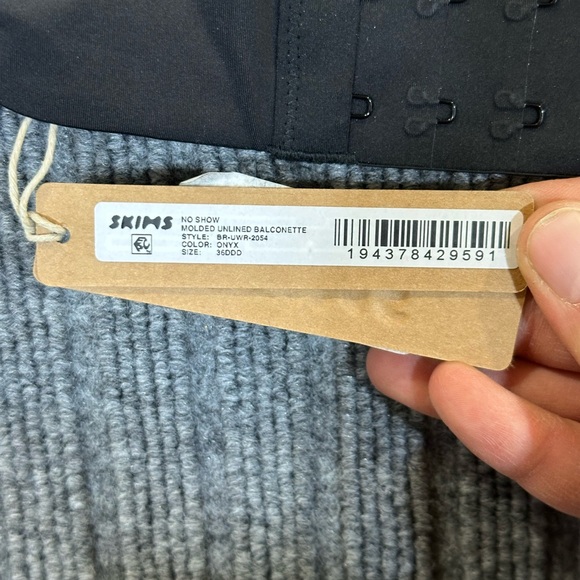 SKIMS
NO SHOW
MOLDED UNLINED BALCONETTE
STYLE: BR-UWR-2054
COLOR: ONYX
SIZE: 36DDD
194378429591